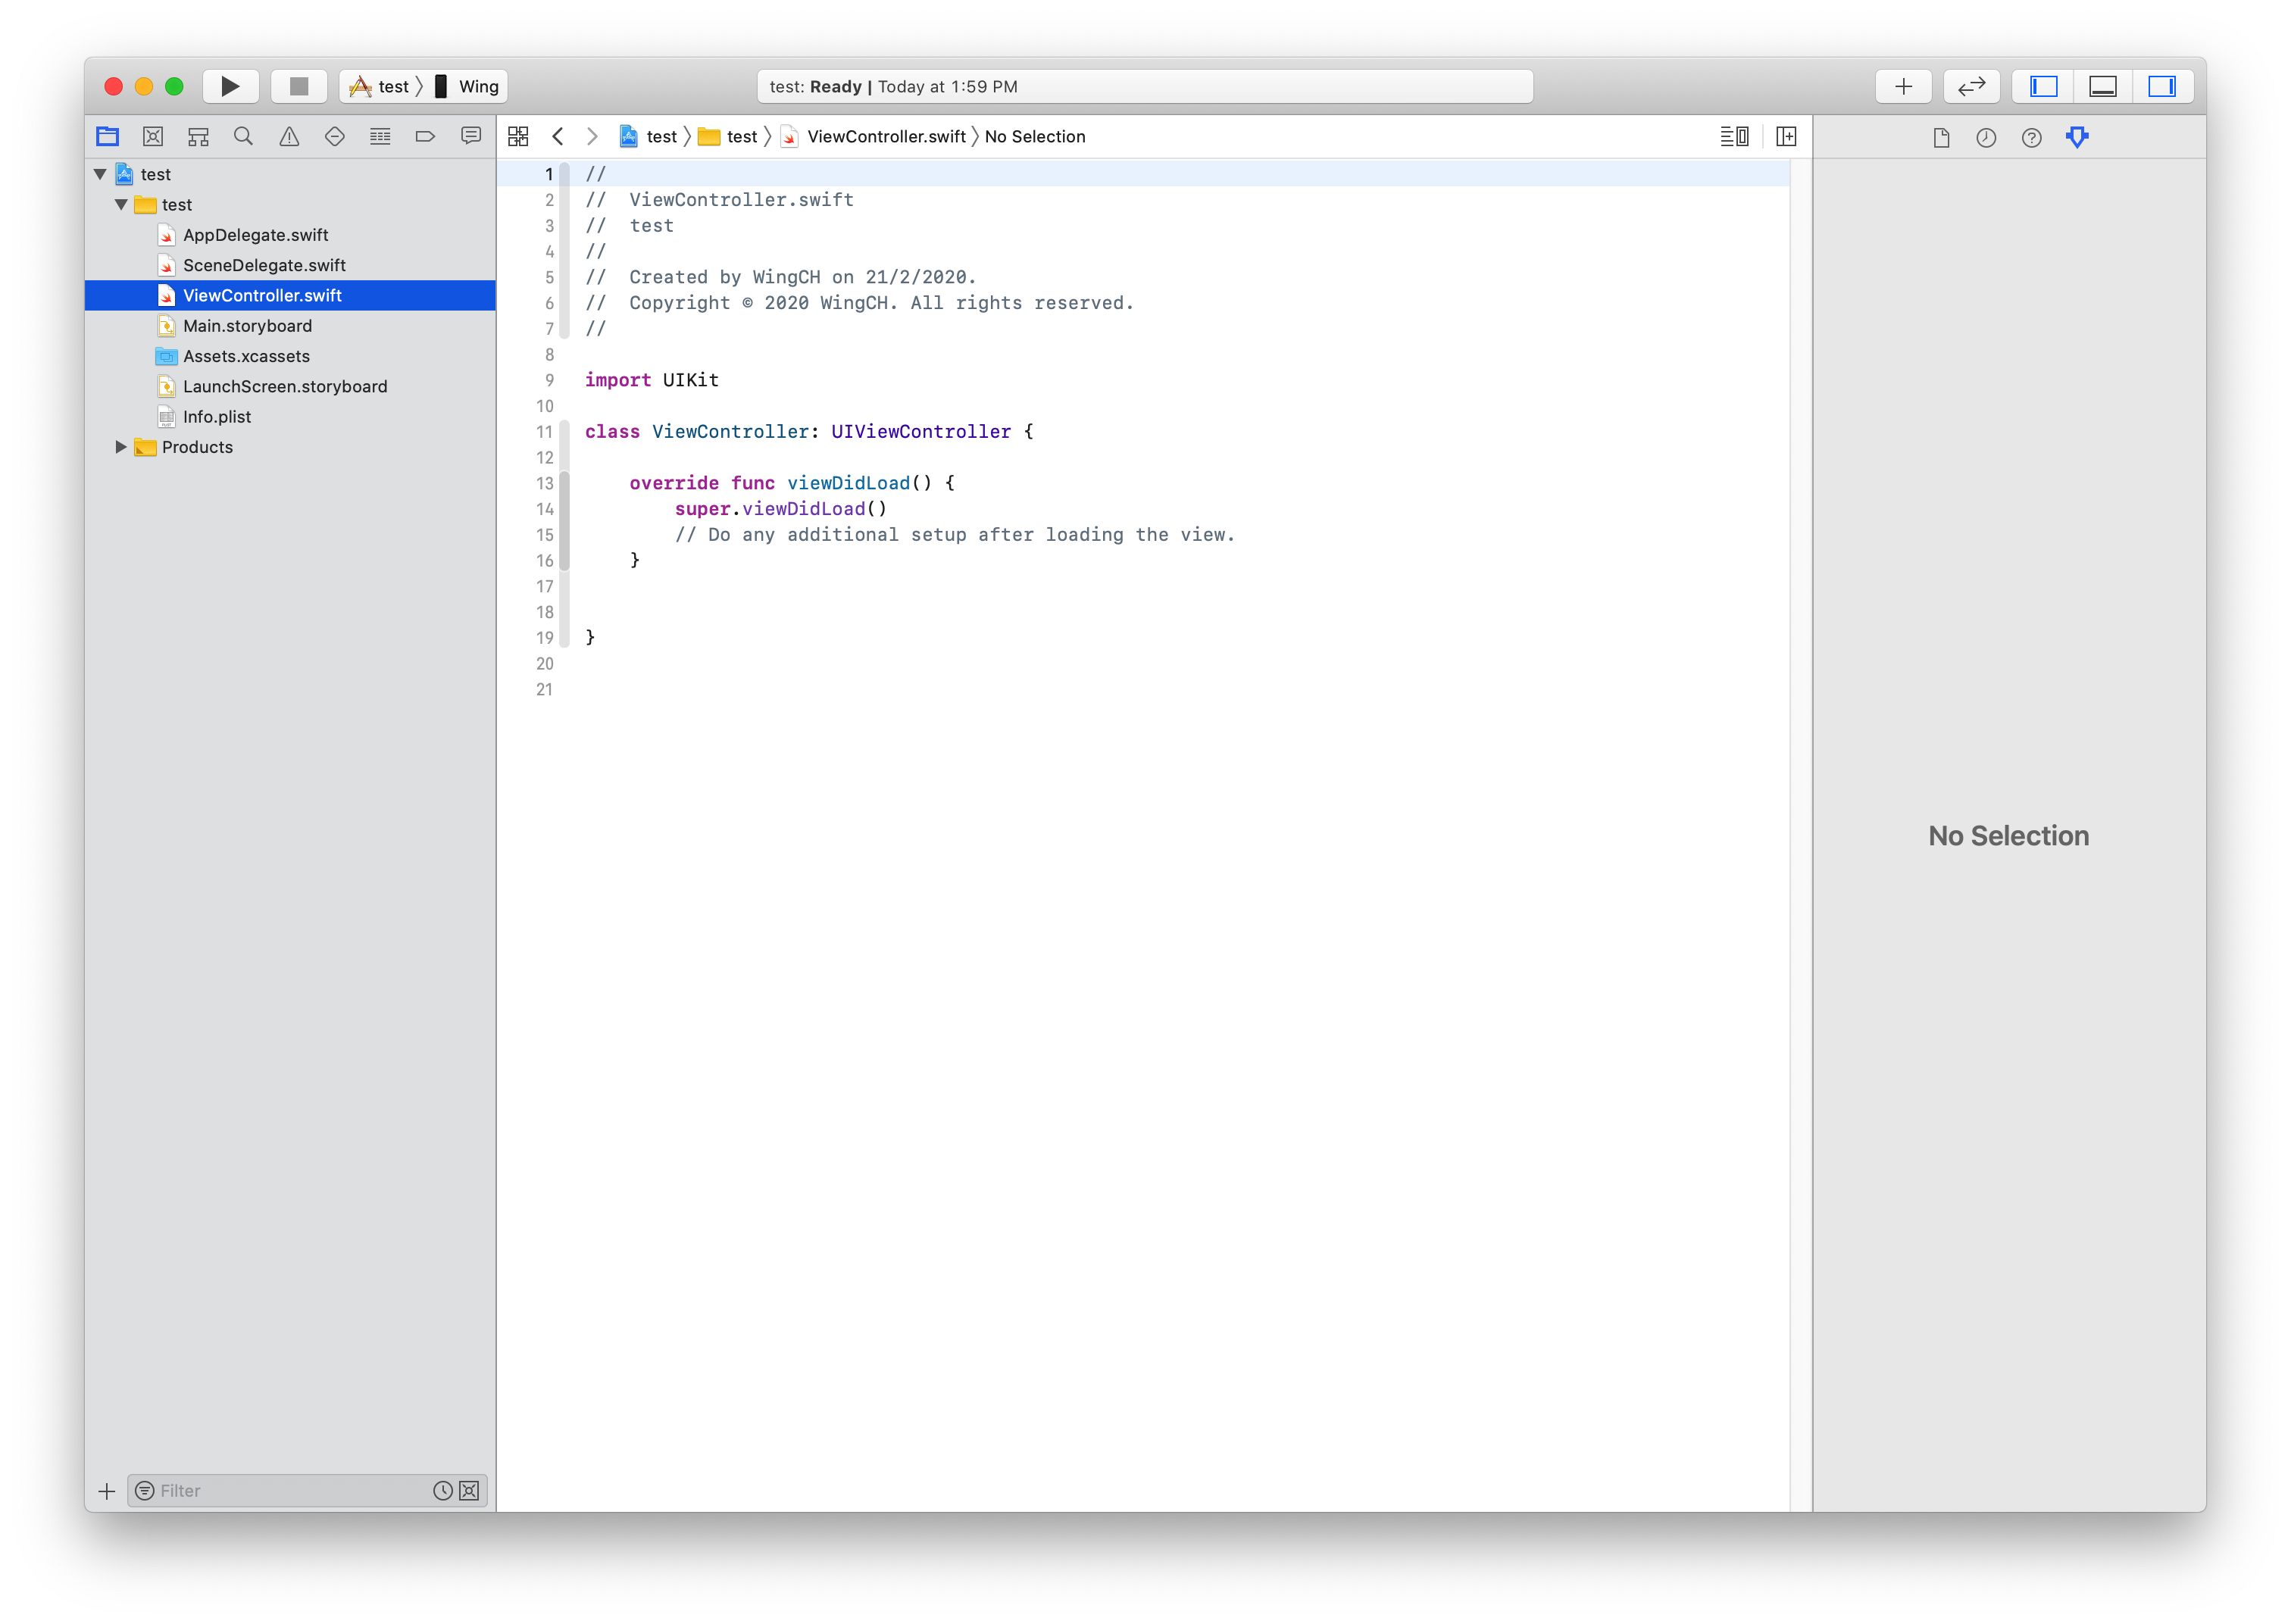 test
Wing
test: Ready | Today at 1:59 PM
test
test
ViewController.swift
No Selection
test
test
AppDelegate.swift
SceneDelegate.swift
ViewController.swift
Main.storyboard
Assets.xcassets
LaunchScreen.storyboard
Info.plist
Products
Filter
1 //
2 //  ViewController.swift
3 //  test
4 //
5 //  Created by WingCH on 21/2/2020.
6 //  Copyright © 2020 WingCH. All rights reserved.
7 //
8
9 import UIKit
10
11 class ViewController: UIViewController {
12
13     override func viewDidLoad() {
14         super.viewDidLoad()
15         // Do any additional setup after loading the view.
16     }
17
18
19 }
20
21
No Selection